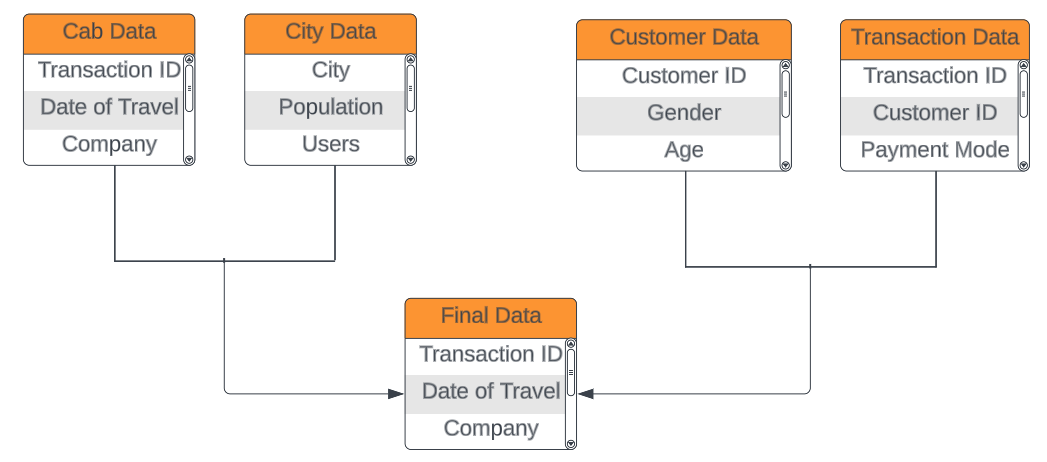 Cab Data
Transaction ID
Date of Travel
Company
City Data
City
Population
Users
Customer Data
Customer ID
Gender
Age
Transaction Data
Transaction ID
Customer ID
Payment Mode
Final Data
Transaction ID
Date of Travel
Company